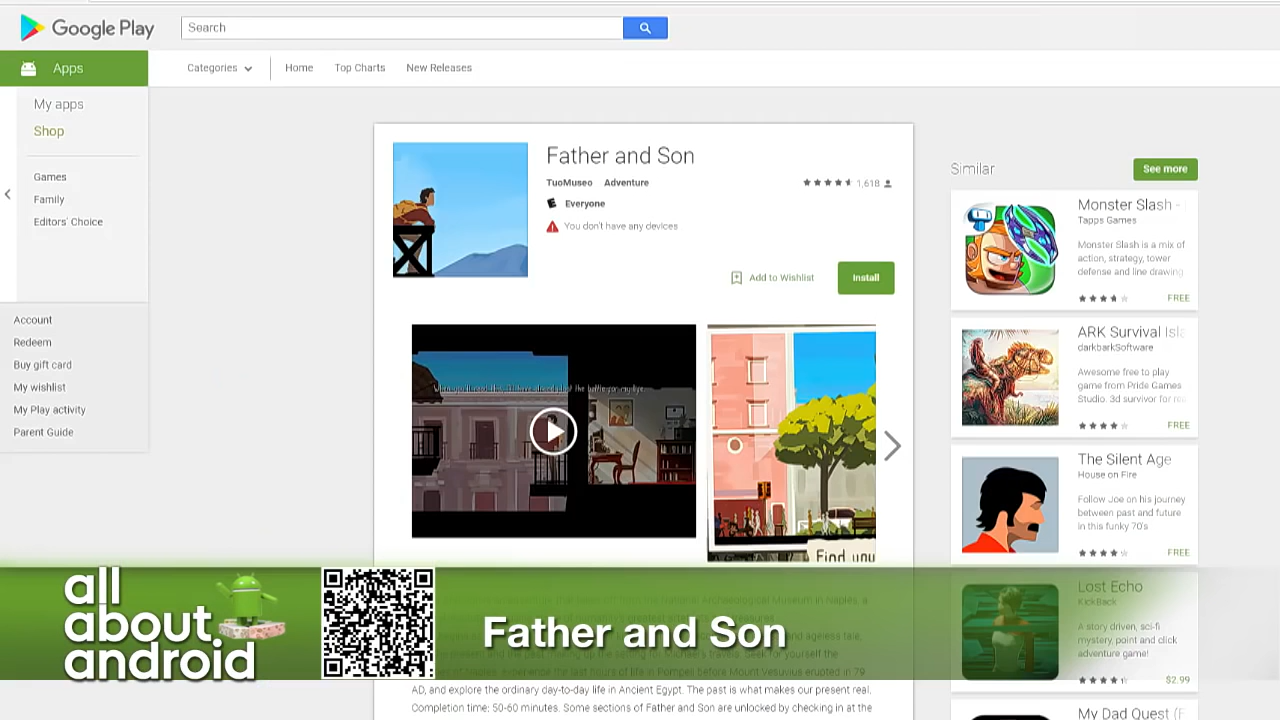 Google Play
Search
Apps
Categories
Home
Top Charts
New Releases
My apps
Shop
Games
Family
Editors' Choice
Account
Redeem
Buy gift card
My wishlist
My Play activity
Parent Guide
Father and Son
TuoMuseo Adventure
1,618
Everyone
You don't have any devices
Add to Wishlist
Install
Find you
AD, and explore the ordinary day-to-day life in Ancient Egypt. The past is what makes our present real.
Completion time: 50-60 minutes. Some sections of Father and Son are unlocked by checking in at the
Similar
See more
Monster Slash -
Tapps Games
Monster Slash is a mix of
action, strategy, tower
defense and line drawing
FREE
ARK Survival Isla
darkbarkSoftware
Awesome free to play
game from Pride Games
Studio. 3d survivor for rea
FREE
The Silent Age
House on Fire
Follow Joe on his journey
between past and future
in this funky 70's
FREE
Lost Echo
KickBack
A story driven, sci-fi
mystery, point and click
adventure game!
$2.99
My Dad Quest (F
all
about
android
Father and Son